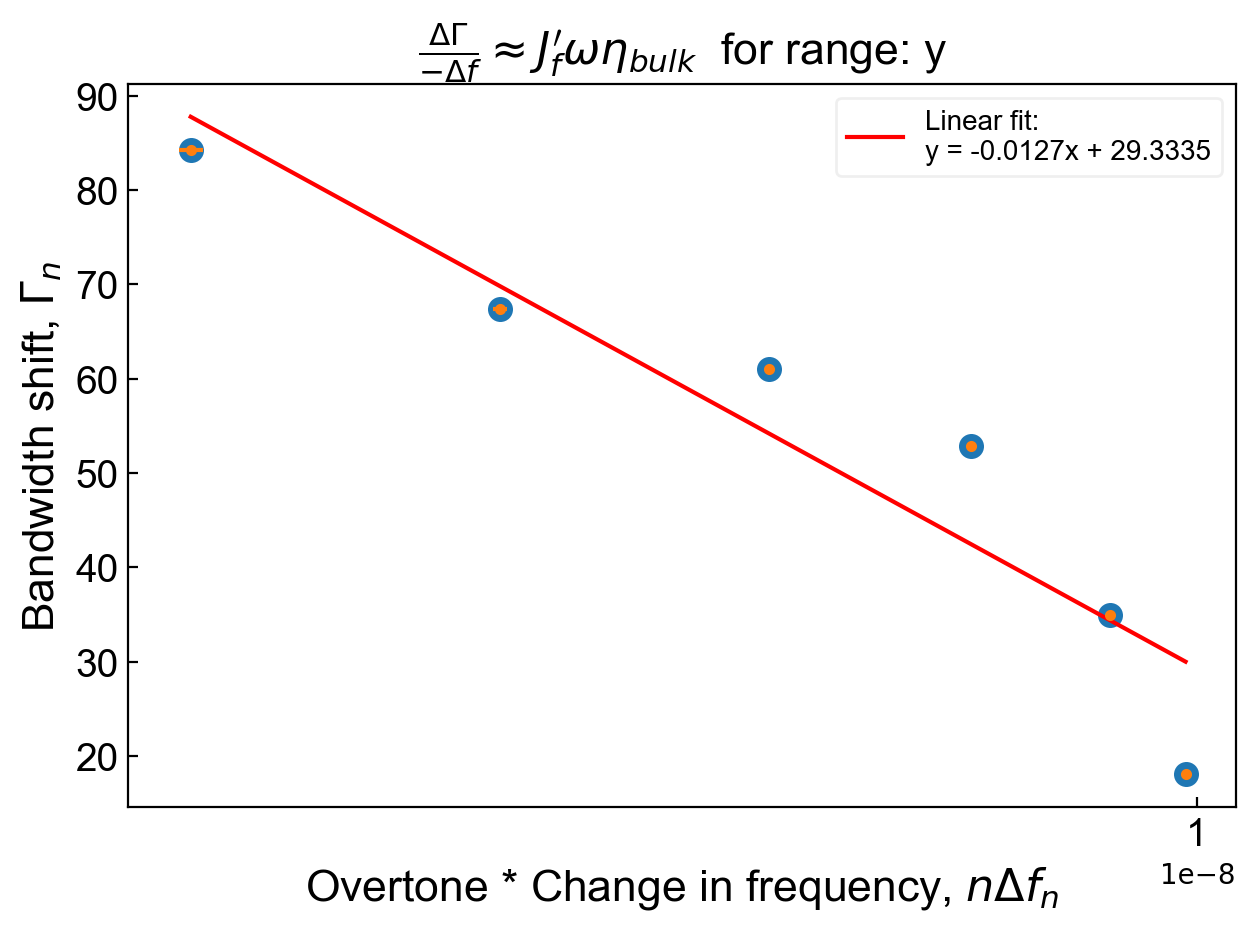 ΔΓ/−Δf ≈ J′_f ω η_bulk for range: y
Linear fit:
y = -0.0127x + 29.3335
90
80
70
60
50
40
30
20
Bandwidth shift, Γ_n
1
1e−8
Overtone * Change in frequency, nΔf_n